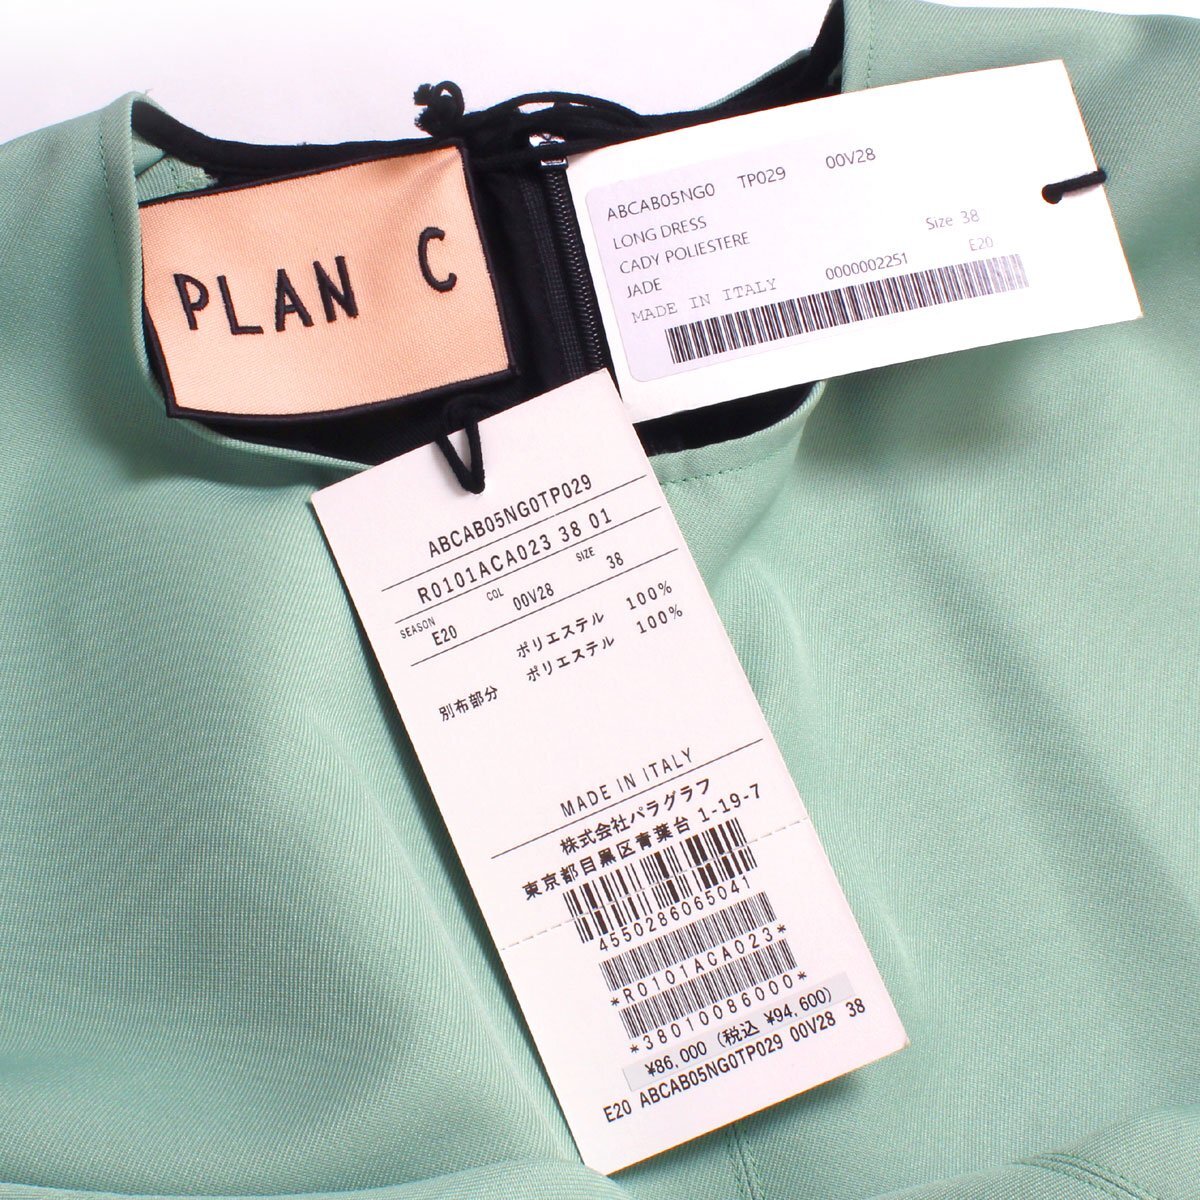 PLAN C
ABCAB05NG0 TP029 00V28
LONG DRESS
CADY POLIESTERE Size 38
JADE
MADE IN ITALY 0000002251 E20
ABCAB05NG0TP029
R0101ACA023 38 01
SEASON COL SIZE
E20 00V28 38
ポリエステル 100%
別布部分 ポリエステル 100%
MADE IN ITALY
株式会社パラグラフ
東京都目黒区青葉台 1-19-7
4550286065041
*R0101ACA023*
*38010086000*
¥86,000 (税込 ¥94,600)
E20 ABCAB05NG0TP029 00V28 38